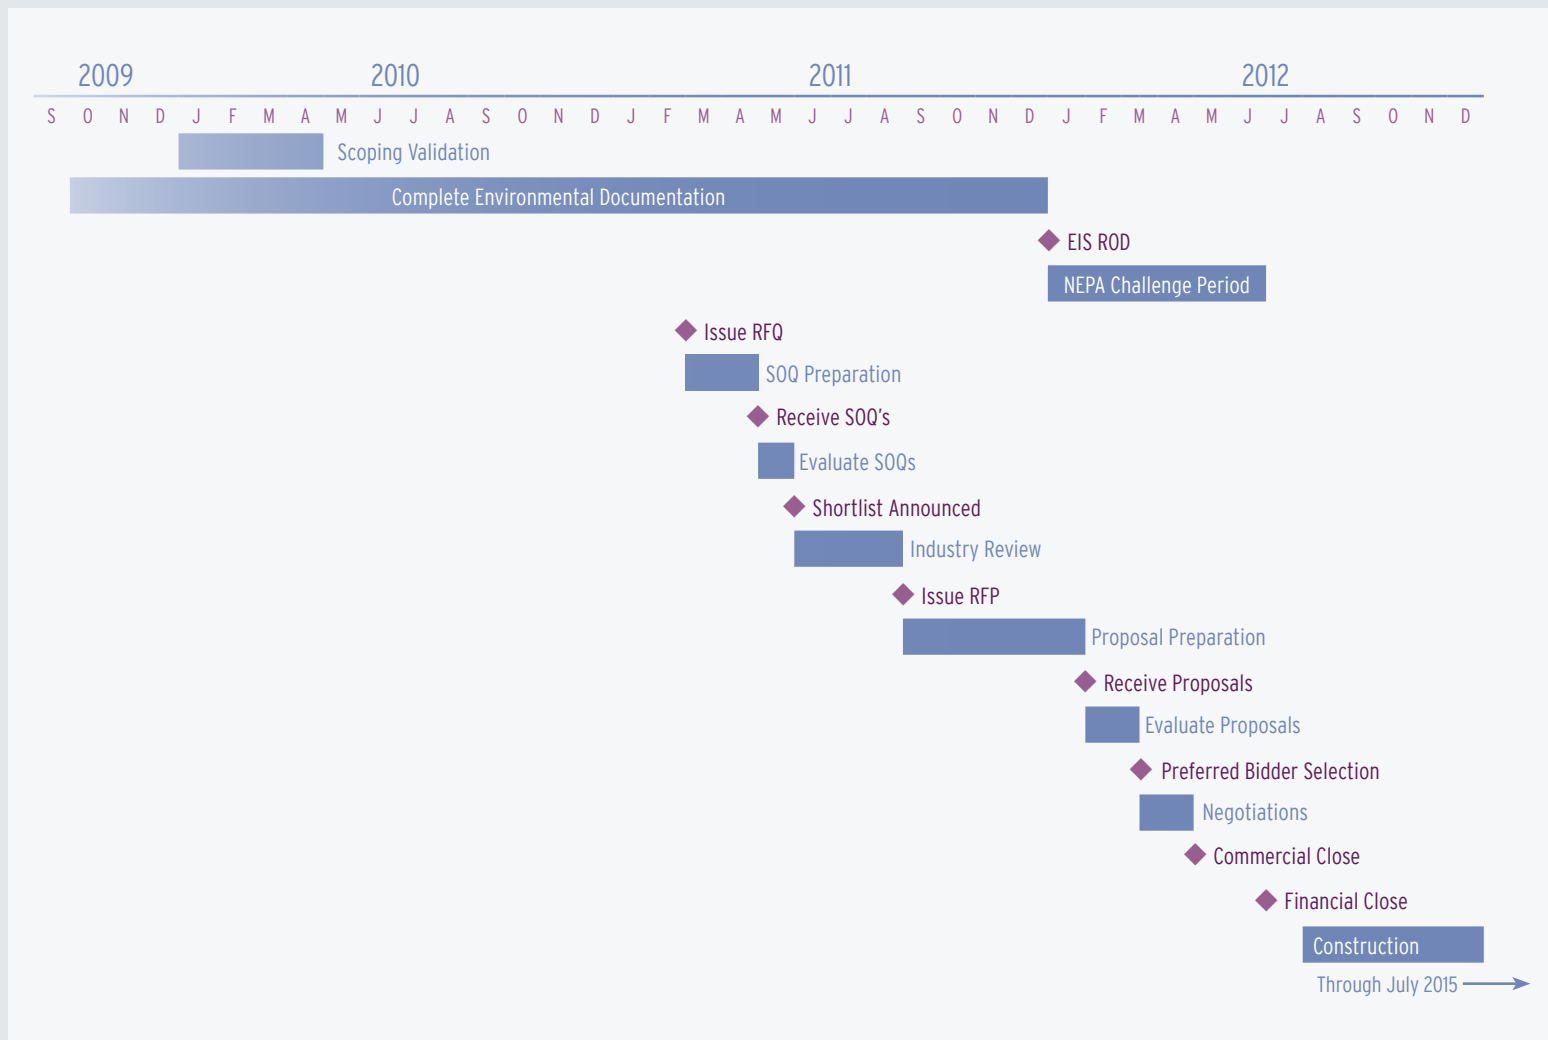 2009 2010 2011 2012
S O N D J F M A M J J A S O N D J F M A M J J A S O N D J F M A M J J A S O N D
Scoping Validation
Complete Environmental Documentation
EIS ROD
NEPA Challenge Period
Issue RFQ
SOQ Preparation
Receive SOQ's
Evaluate SOQs
Shortlist Announced
Industry Review
Issue RFP
Proposal Preparation
Receive Proposals
Evaluate Proposals
Preferred Bidder Selection
Negotiations
Commercial Close
Financial Close
Construction
Through July 2015